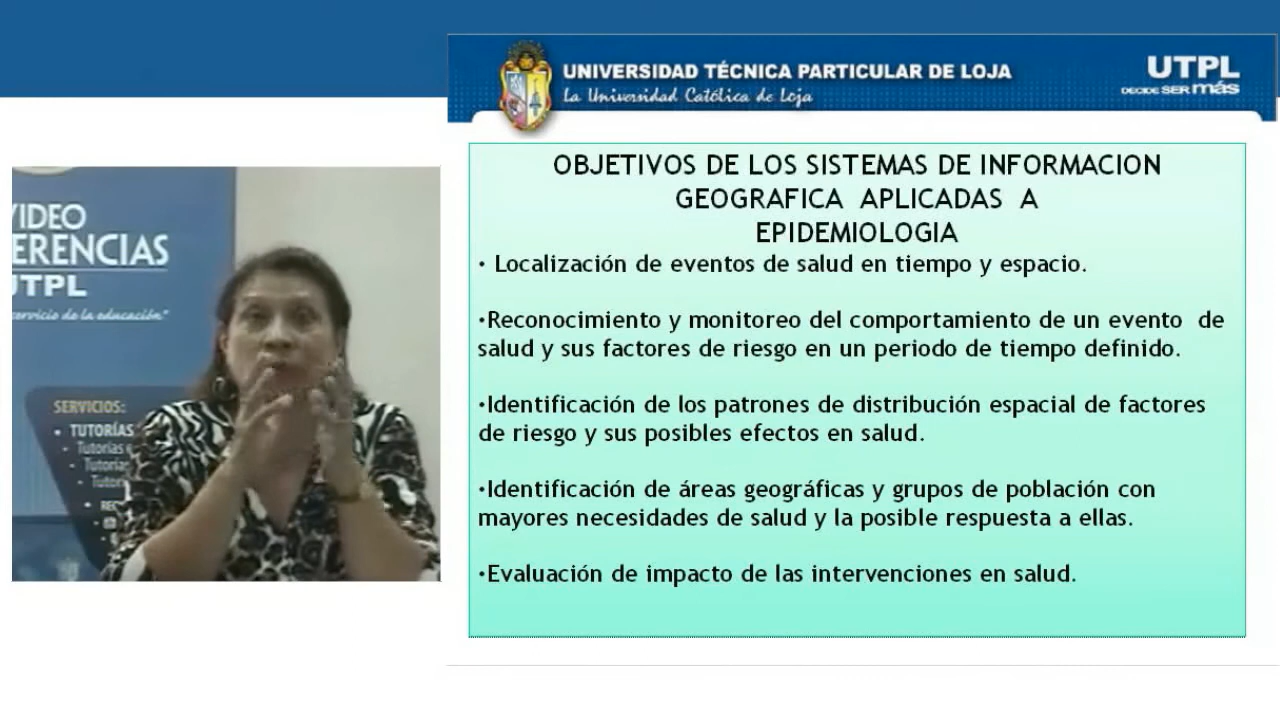 UNIVERSIDAD TÉCNICA PARTICULAR DE LOJA
La Universidad Católica de Loja
UTPL
DECIDE SER más
VIDEO
ERENCIAS
UTPL
servicio de la educación"
SERVICIOS:
• TUTORÍAS
- Tutorías
- Tutorías
- Tutor
OBJETIVOS DE LOS SISTEMAS DE INFORMACION
GEOGRAFICA APLICADAS A
EPIDEMIOLOGIA
• Localización de eventos de salud en tiempo y espacio.
•Reconocimiento y monitoreo del comportamiento de un evento de
salud y sus factores de riesgo en un periodo de tiempo definido.
•Identificación de los patrones de distribución espacial de factores
de riesgo y sus posibles efectos en salud.
•Identificación de áreas geográficas y grupos de población con
mayores necesidades de salud y la posible respuesta a ellas.
•Evaluación de impacto de las intervenciones en salud.